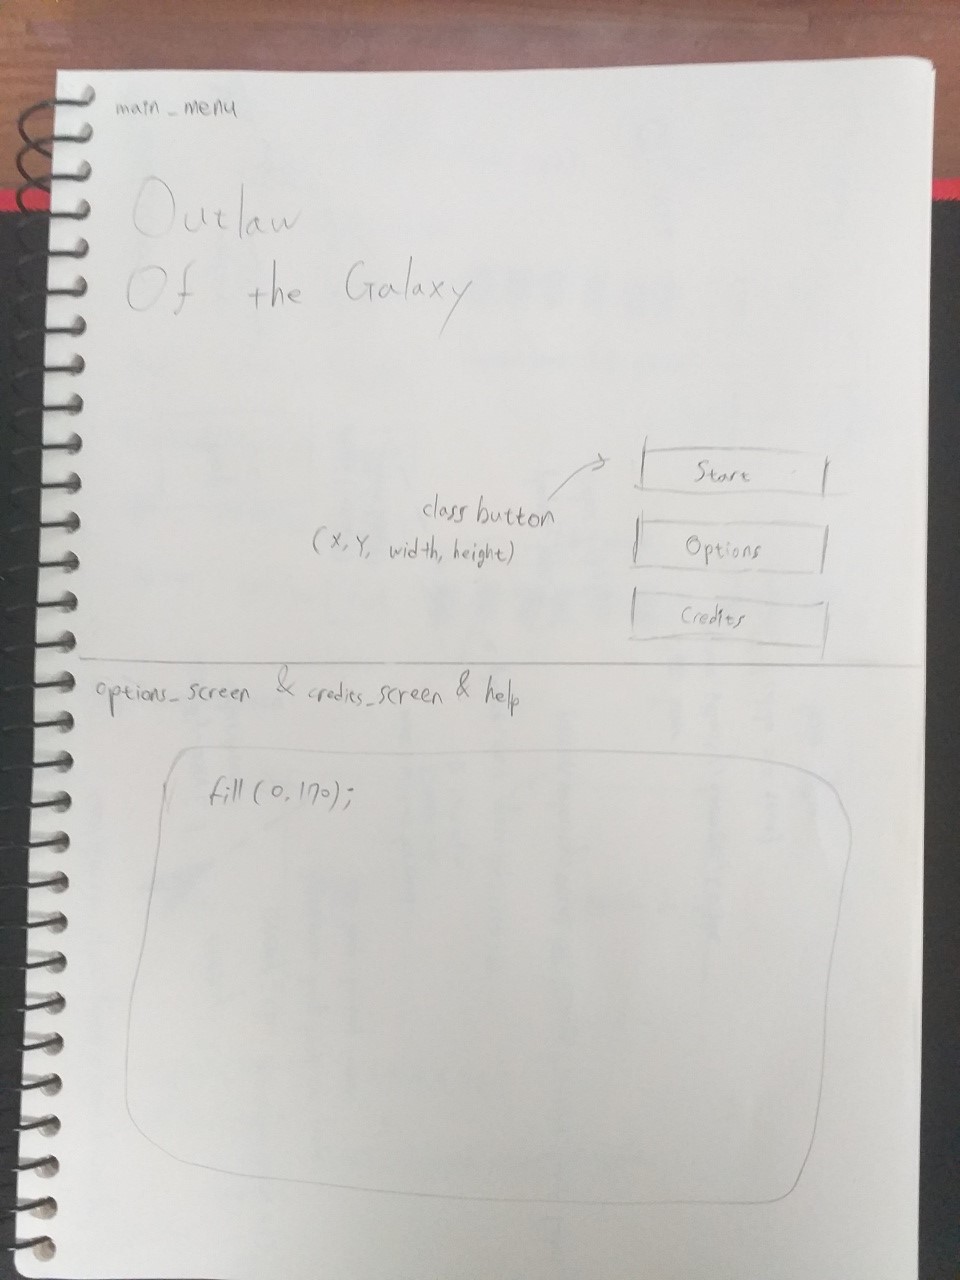 main_menu
Outlaw
Of the Galaxy
Start
class button
(X, Y, width, height)
Options
Credits
options_screen & credits_screen & help
fill (0, 170);